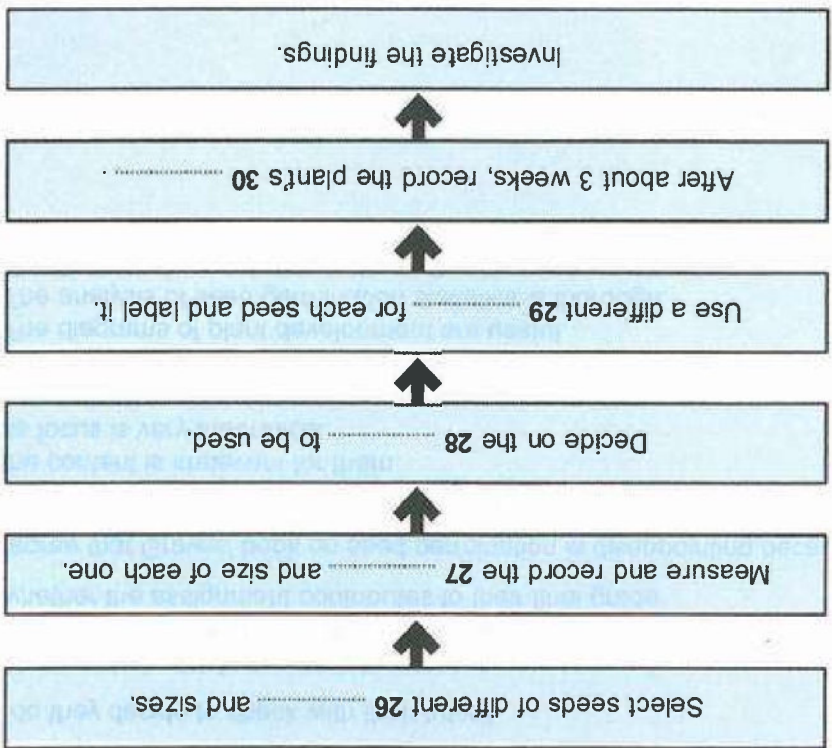 Select seeds of different 26 .................. and sizes.
Measure and record the 27 .................. and size of each one.
Decide on the 28 .................. to be used.
Use a different 29 .................. for each seed and label it.
After about 3 weeks, record the plant's 30 .................. .
Investigate the findings.